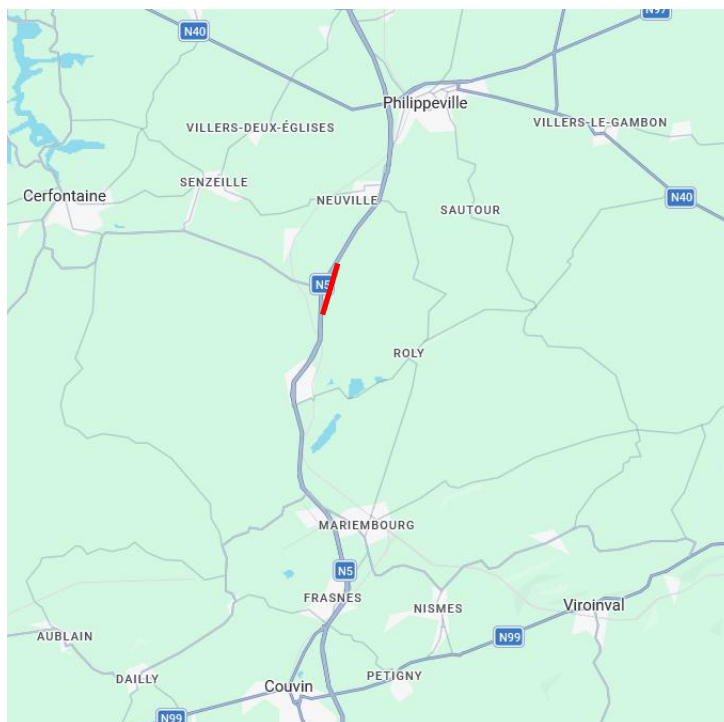 N97
N40
Philippeville
VILLERS-DEUX-ÉGLISES
VILLERS-LE-GAMBON
SENZEILLE
Cerfontaine
NEUVILLE
N40
SAUTOUR
N5
ROLY
MARIEMBOURG
N5
FRASNES
NISMES
Viroinval
AUBLAIN
N99
DAILLY
PETIGNY
Couvin
N99